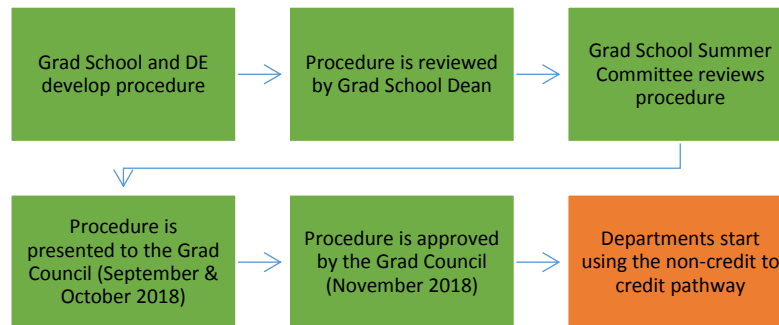 Grad School and DE
develop procedure
Procedure is reviewed
by Grad School Dean
Grad School Summer
Committee reviews
procedure
Procedure is
presented to the Grad
Council (September &
October 2018)
Procedure is approved
by the Grad Council
(November 2018)
Departments start
using the non-credit to
credit pathway